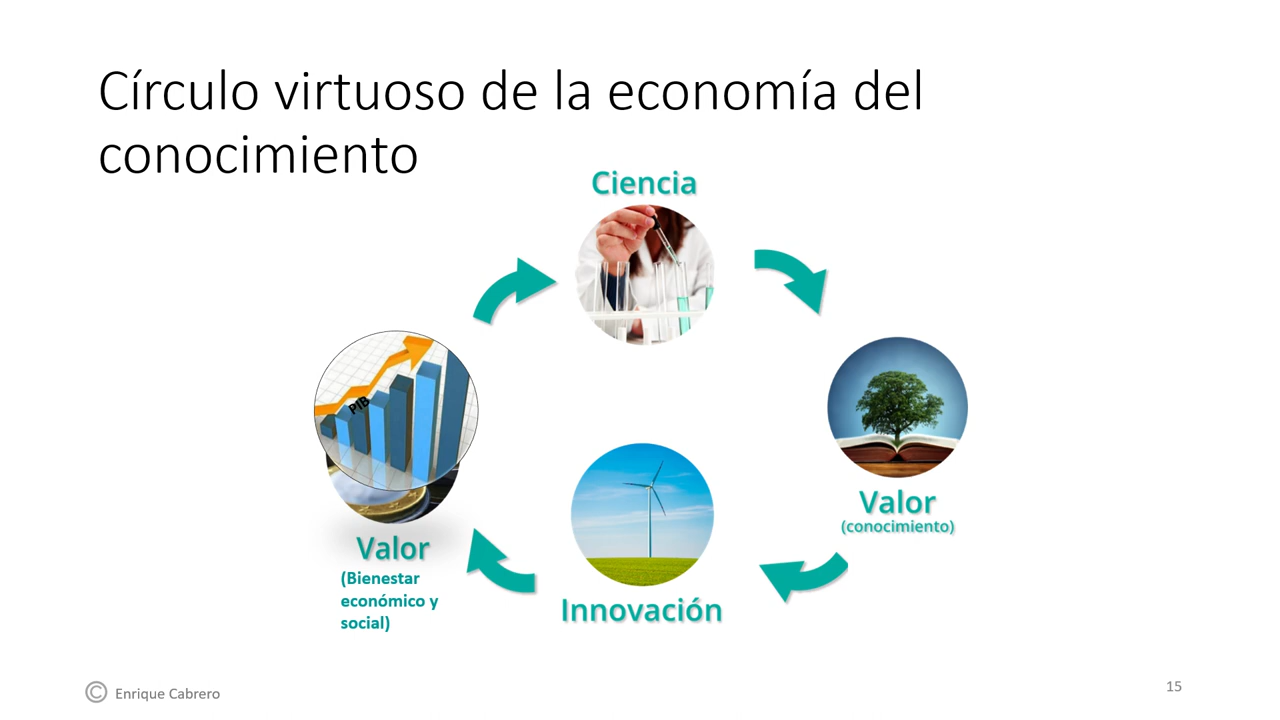 Círculo virtuoso de la economía del
conocimiento
Ciencia
PIB
Valor
(conocimiento)
Valor
(Bienestar
económico y
social)
Innovación
© Enrique Cabrero
15